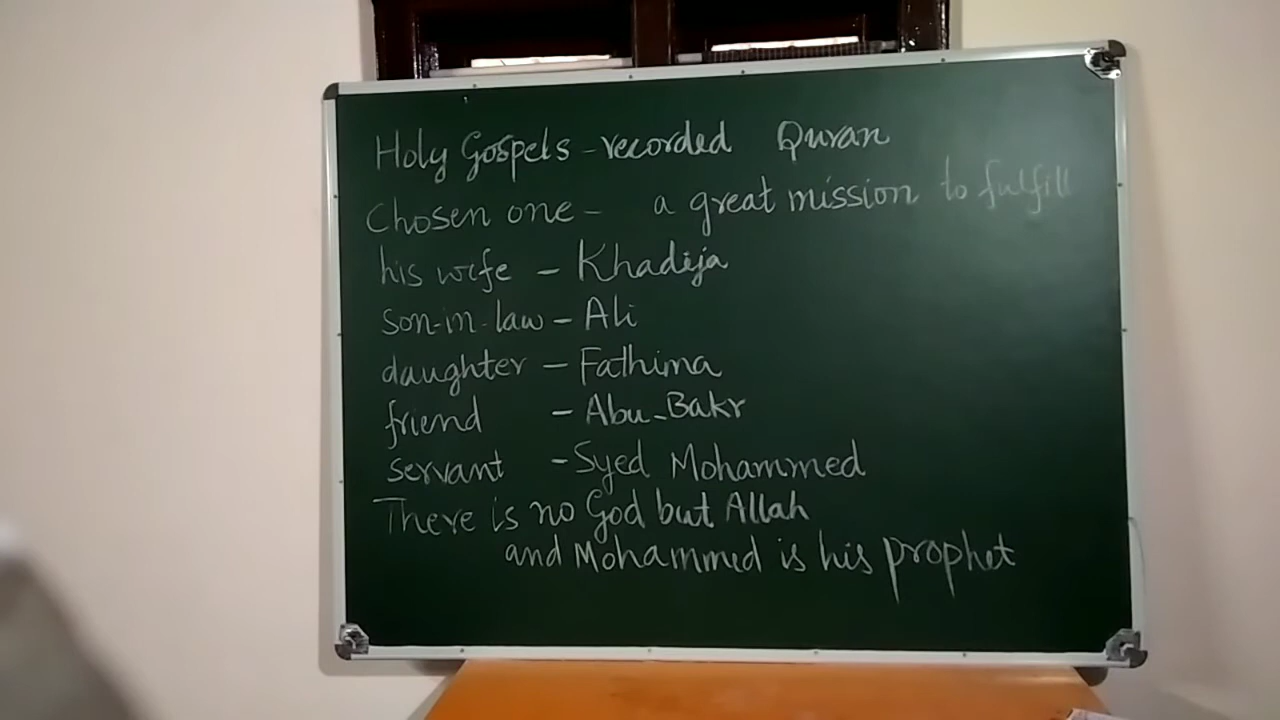 Holy Gospels - recorded Quran
Chosen one - a great mission to fulfill
his wife - Khadija
son-in-law - Ali
daughter - Fathima
friend - Abu-Bakr
servant - Syed Mohammed
There is no God but Allah
and Mohammed is his prophet